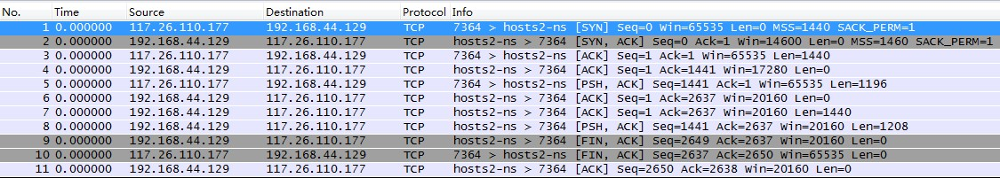 No. Time Source Destination Protocol Info
1 0.000000 117.26.110.177 192.168.44.129 TCP 7364 > hosts2-ns [SYN] Seq=0 Win=65535 Len=0 MSS=1440 SACK_PERM=1
2 0.000000 192.168.44.129 117.26.110.177 TCP hosts2-ns > 7364 [SYN, ACK] Seq=0 Ack=1 Win=14600 Len=0 MSS=1460 SACK_PERM=1
3 0.000000 117.26.110.177 192.168.44.129 TCP 7364 > hosts2-ns [ACK] Seq=1 Ack=1 Win=65535 Len=1440
4 0.000000 192.168.44.129 117.26.110.177 TCP hosts2-ns > 7364 [ACK] Seq=1 Ack=1441 Win=17280 Len=0
5 0.000000 117.26.110.177 192.168.44.129 TCP 7364 > hosts2-ns [PSH, ACK] Seq=1441 Ack=1 Win=65535 Len=1196
6 0.000000 192.168.44.129 117.26.110.177 TCP hosts2-ns > 7364 [ACK] Seq=1 Ack=2637 Win=20160 Len=0
7 0.000000 192.168.44.129 117.26.110.177 TCP hosts2-ns > 7364 [ACK] Seq=1 Ack=2637 Win=20160 Len=1440
8 0.000000 192.168.44.129 117.26.110.177 TCP hosts2-ns > 7364 [PSH, ACK] Seq=1441 Ack=2637 Win=20160 Len=1208
9 0.000000 192.168.44.129 117.26.110.177 TCP hosts2-ns > 7364 [FIN, ACK] Seq=2649 Ack=2637 Win=20160 Len=0
10 0.000000 117.26.110.177 192.168.44.129 TCP 7364 > hosts2-ns [FIN, ACK] Seq=2637 Ack=2650 Win=65535 Len=0
11 0.000000 192.168.44.129 117.26.110.177 TCP hosts2-ns > 7364 [ACK] Seq=2650 Ack=2638 Win=20160 Len=0